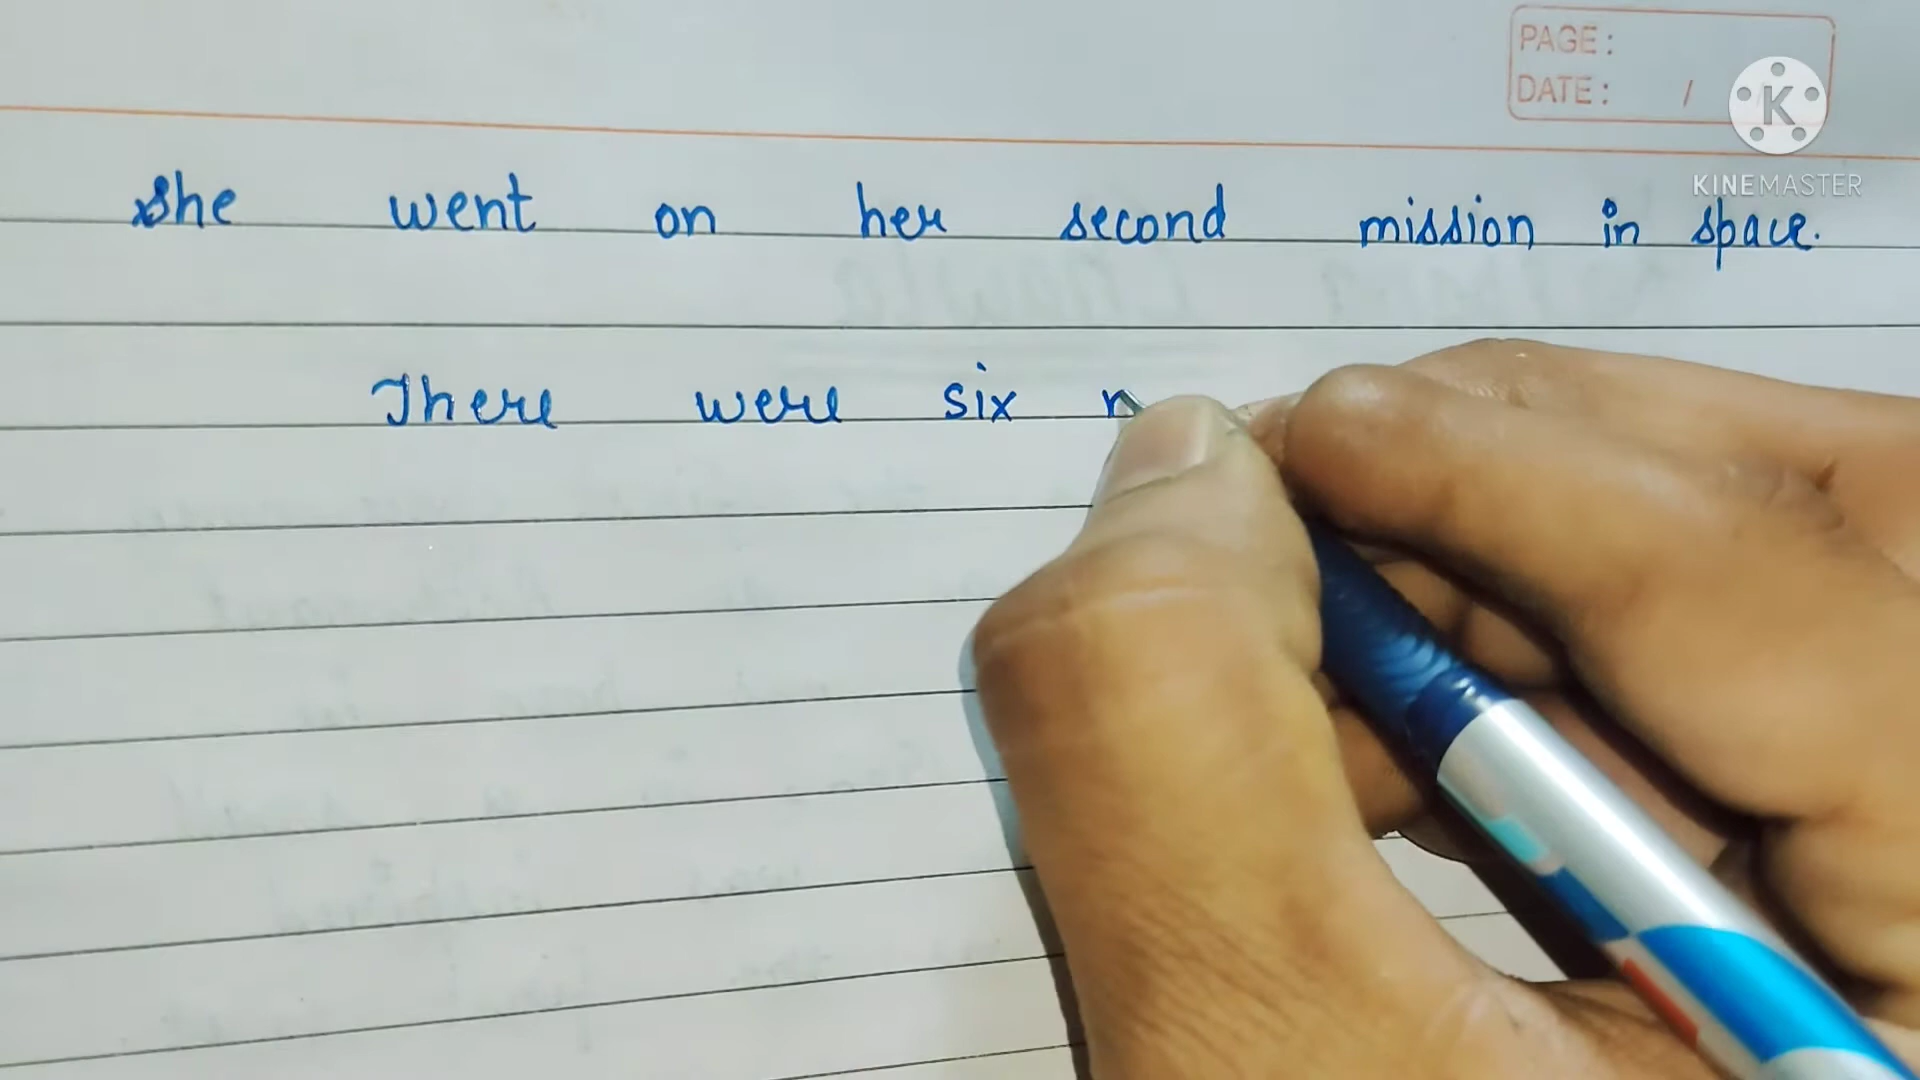 PAGE:
DATE: /
KINEMASTER
She went on her second mission in space.
There were six